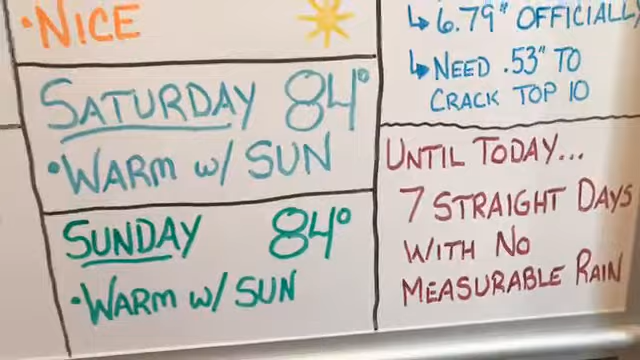 •NICE
SATURDAY 84°
•WARM W/ SUN
SUNDAY 84°
•WARM W/ SUN
↳ 6.79" OFFICIALLY
↳ NEED .53" TO
CRACK TOP 10
UNTIL TODAY...
7 STRAIGHT DAYS
WITH NO
MEASURABLE RAIN